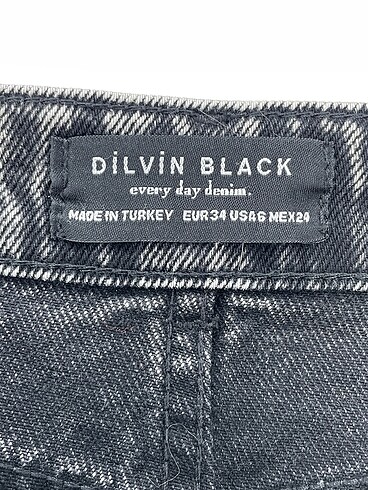 DİLVİN BLACK
every day denim.
MADE IN TURKEY EUR34 USA6 MEX24